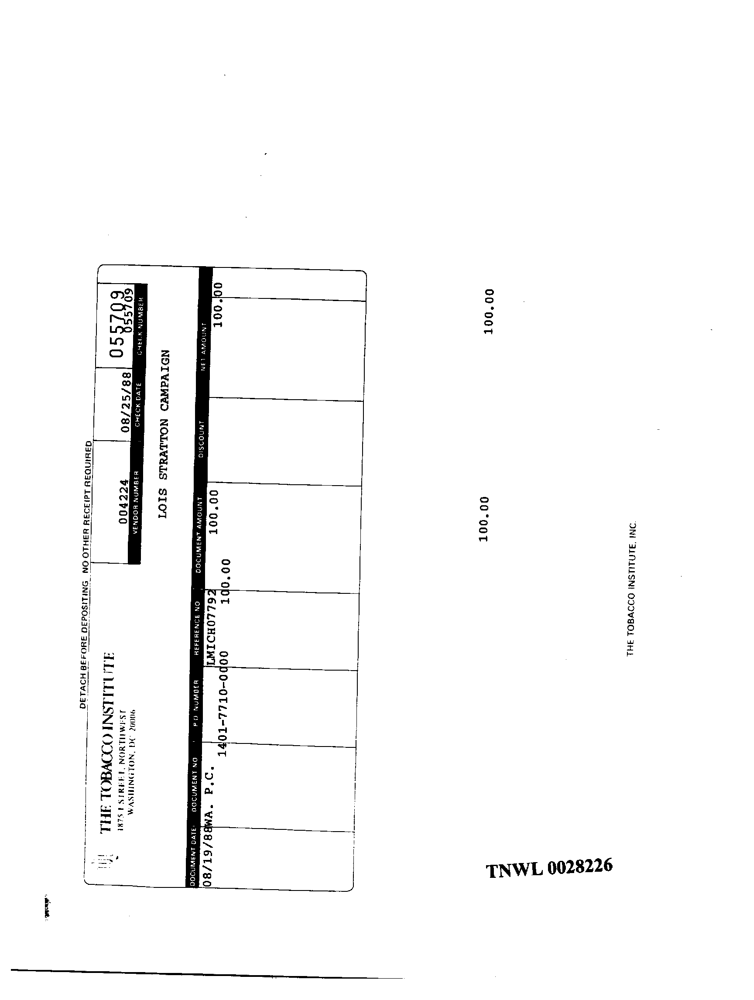 DETACH BEFORE DEPOSITING NO OTHER RECEIPT REQUIRED
THE TOBACCO INSTITUTE
1875 I STREET, NORTHWEST
WASHINGTON, DC 20006
004224 08/25/88 055709
055709
VENDOR NUMBER CHECK DATE CHECK NUMBER
LOIS STRATTON CAMPAIGN
DOCUMENT DATE DOCUMENT NO P.O. NUMBER REFERENCE NO DOCUMENT AMOUNT DISCOUNT NET AMOUNT
08/19/88WA. P.C. LMICH07792 100.00 100.00
1401-7710-0000 100.00
100.00 100.00
TNWL 0028226
THE TOBACCO INSTITUTE, INC.